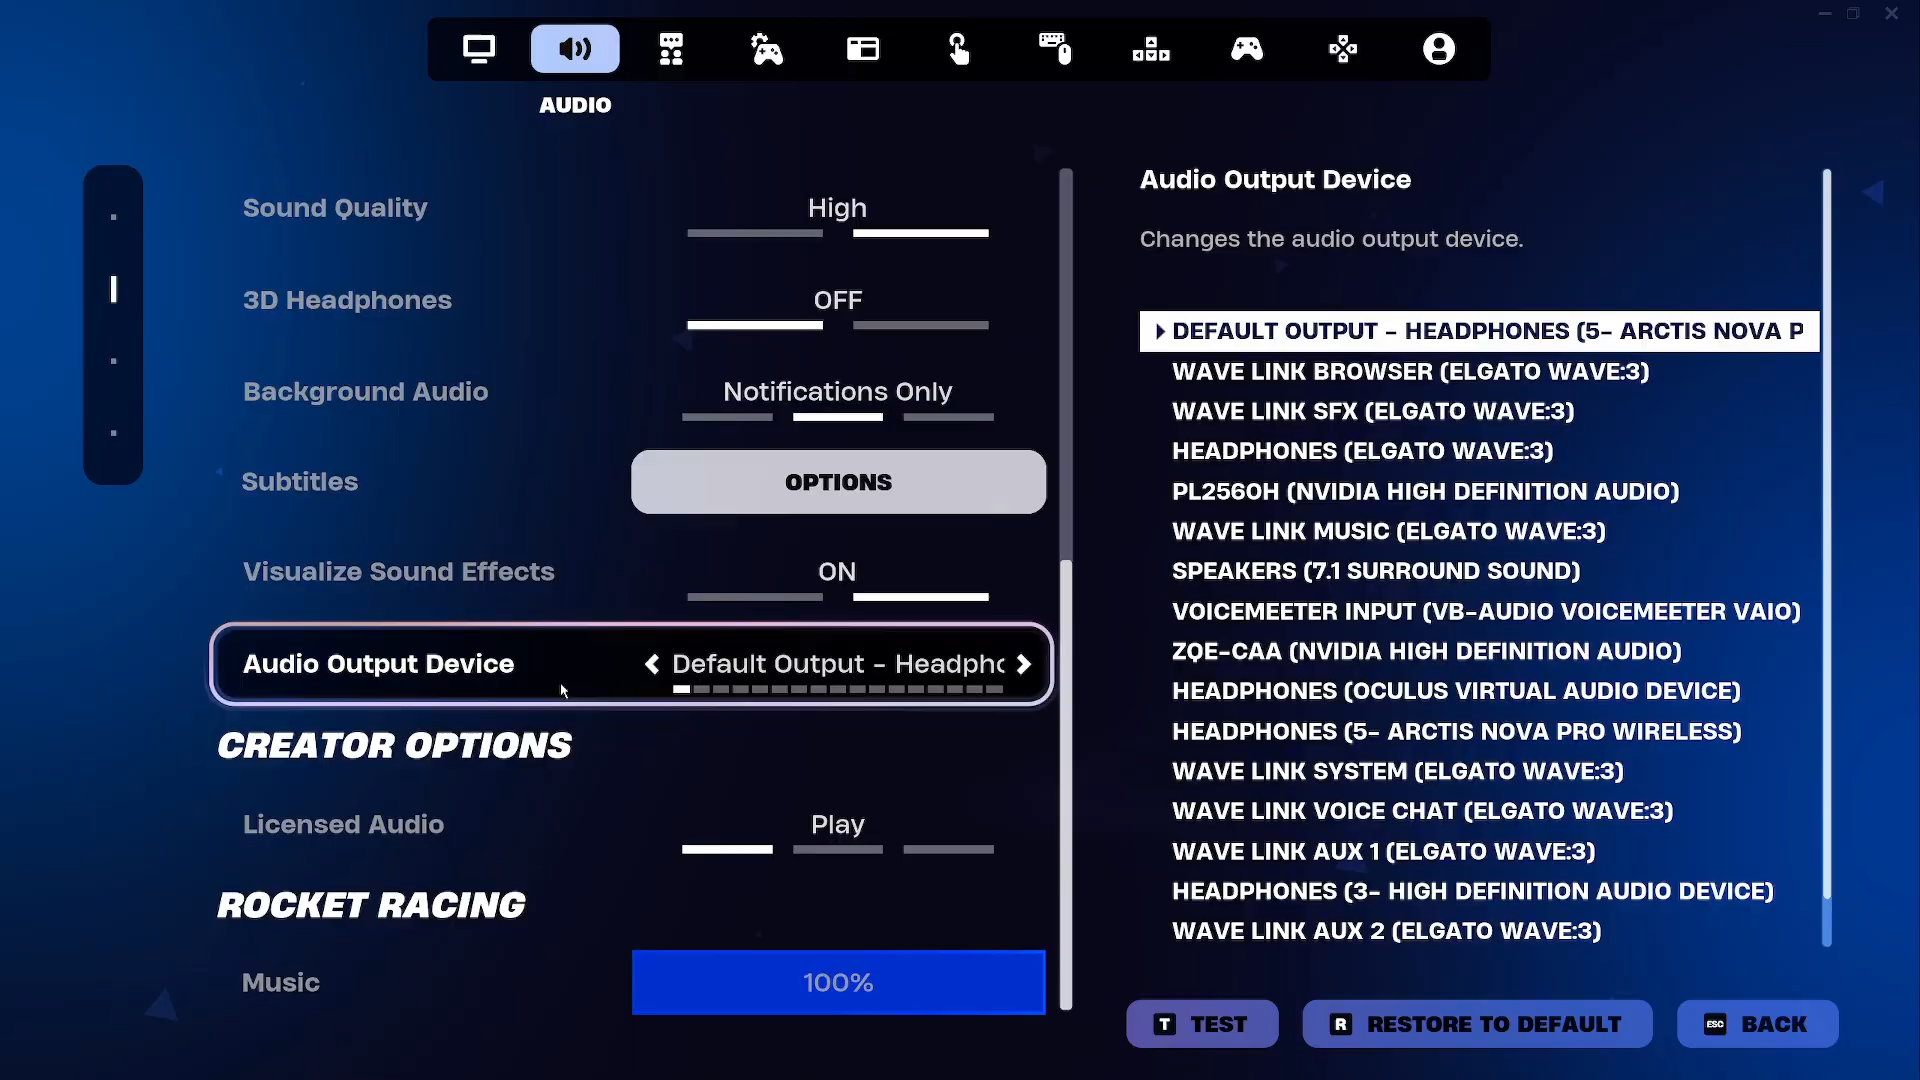 AUDIO
Sound Quality
High
3D Headphones
OFF
Background Audio
Notifications Only
Subtitles
OPTIONS
Visualize Sound Effects
ON
Audio Output Device
Default Output - Headpho
CREATOR OPTIONS
Licensed Audio
Play
ROCKET RACING
Music
100%
Audio Output Device
Changes the audio output device.
DEFAULT OUTPUT - HEADPHONES (5- ARCTIS NOVA P
WAVE LINK BROWSER (ELGATO WAVE:3)
WAVE LINK SFX (ELGATO WAVE:3)
HEADPHONES (ELGATO WAVE:3)
PL2560H (NVIDIA HIGH DEFINITION AUDIO)
WAVE LINK MUSIC (ELGATO WAVE:3)
SPEAKERS (7.1 SURROUND SOUND)
VOICEMEETER INPUT (VB-AUDIO VOICEMEETER VAIO)
ZQE-CAA (NVIDIA HIGH DEFINITION AUDIO)
HEADPHONES (OCULUS VIRTUAL AUDIO DEVICE)
HEADPHONES (5- ARCTIS NOVA PRO WIRELESS)
WAVE LINK SYSTEM (ELGATO WAVE:3)
WAVE LINK VOICE CHAT (ELGATO WAVE:3)
WAVE LINK AUX 1 (ELGATO WAVE:3)
HEADPHONES (3- HIGH DEFINITION AUDIO DEVICE)
WAVE LINK AUX 2 (ELGATO WAVE:3)
T TEST
R RESTORE TO DEFAULT
ESC BACK